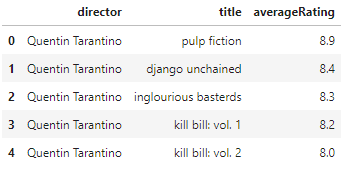 director title averageRating
0 Quentin Tarantino pulp fiction 8.9
1 Quentin Tarantino django unchained 8.4
2 Quentin Tarantino inglourious basterds 8.3
3 Quentin Tarantino kill bill: vol. 1 8.2
4 Quentin Tarantino kill bill: vol. 2 8.0